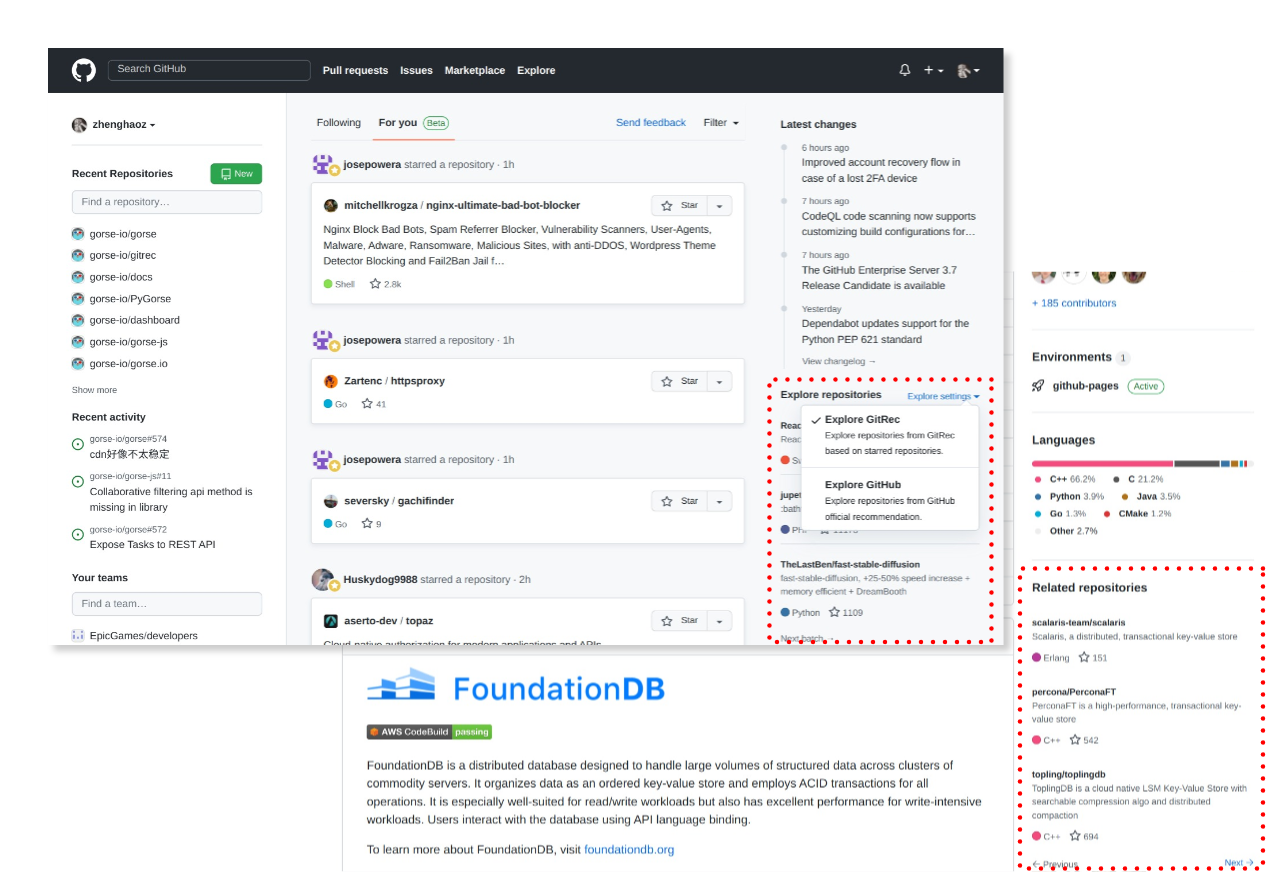 Search GitHub
Pull requests Issues Marketplace Explore
zhenghaoz
Recent Repositories
New
Find a repository…
gorse-io/gorse
gorse-io/gitrec
gorse-io/docs
gorse-io/PyGorse
gorse-io/dashboard
gorse-io/gorse-js
gorse-io/gorse.io
Show more
Recent activity
gorse-io/gorse#574
cdn好像不太稳定
gorse-io/gorse-js#11
Collaborative filtering api method is
missing in library
gorse-io/gorse#572
Expose Tasks to REST API
Your teams
Find a team…
EpicGames/developers
Following For you Beta Send feedback Filter
josepowera starred a repository · 1h
mitchellkrogza / nginx-ultimate-bad-bot-blocker
Star
Nginx Block Bad Bots, Spam Referrer Blocker, Vulnerability Scanners, User-Agents,
Malware, Adware, Ransomware, Malicious Sites, with anti-DDOS, Wordpress Theme
Detector Blocking and Fail2Ban Jail f…
Shell 2.8k
josepowera starred a repository · 1h
Zartenc / httpsproxy
Star
Go 41
josepowera starred a repository · 1h
seversky / gachifinder
Star
Go 9
Huskydog9988 starred a repository · 2h
aserto-dev / topaz
Star
Cloud-native authorization for modern applications and APIs
Latest changes
6 hours ago
Improved account recovery flow in
case of a lost 2FA device
7 hours ago
CodeQL code scanning now supports
customizing build configurations for…
7 hours ago
The GitHub Enterprise Server 3.7
Release Candidate is available
Yesterday
Dependabot updates support for the
Python PEP 621 standard
View changelog →
Explore repositories
Explore settings
Explore GitRec
Explore repositories from GitRec
based on starred repositories.
Explore GitHub
Explore repositories from GitHub
official recommendation.
TheLastBen/fast-stable-diffusion
fast-stable-diffusion, +25-50% speed increase +
memory efficient + DreamBooth
Python 1109
Next batch →
+ 185 contributors
Environments 1
github-pages Active
Languages
C++ 66.2% C 21.2%
Python 3.9% Java 3.5%
Go 1.3% CMake 1.2%
Other 2.7%
Related repositories
scalaris-team/scalaris
Scalaris, a distributed, transactional key-value store
Erlang 151
percona/PerconaFT
PerconaFT is a high-performance, transactional key-
value store
C++ 542
topling/toplingdb
ToplingDB is a cloud native LSM Key-Value Store with
searchable compression algo and distributed
compaction
C++ 694
← Previous Next →
FoundationDB
AWS CodeBuild passing
FoundationDB is a distributed database designed to handle large volumes of structured data across clusters of
commodity servers. It organizes data as an ordered key-value store and employs ACID transactions for all
operations. It is especially well-suited for read/write workloads but also has excellent performance for write-intensive
workloads. Users interact with the database using API language binding.
To learn more about FoundationDB, visit foundationdb.org